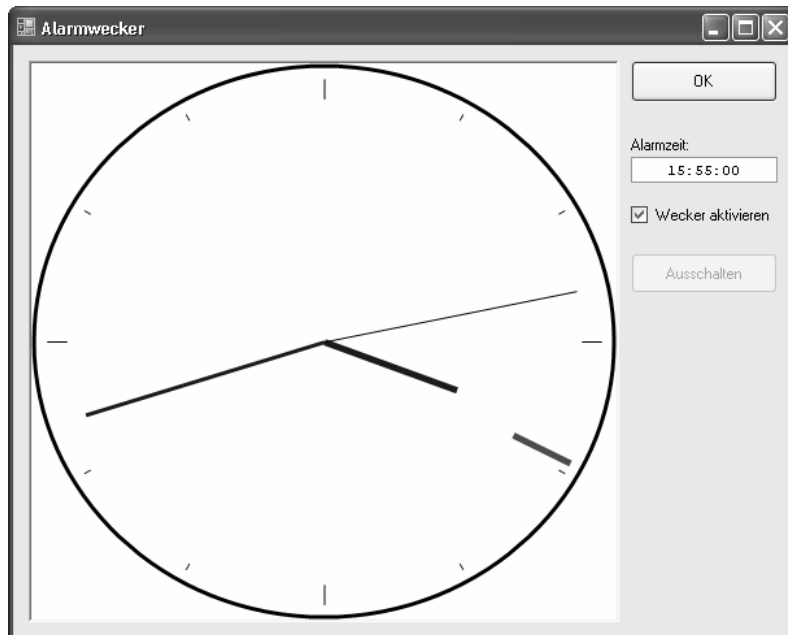 Alarmwecker
OK
Alarmzeit:
15:55:00
Wecker aktivieren
Ausschalten